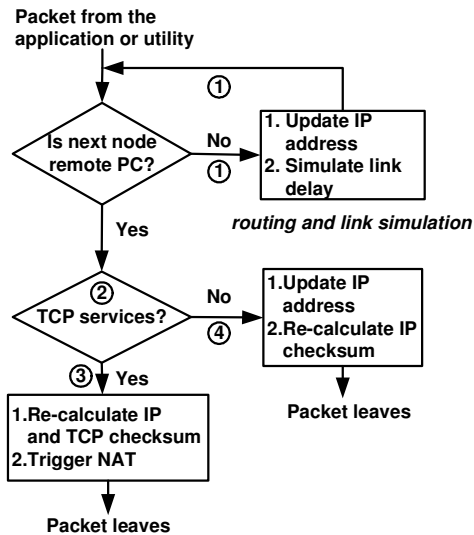 Packet from the
application or utility
①
Is next node
remote PC?
No
①
1. Update IP
address
2. Simulate link
delay
routing and link simulation
Yes
②
TCP services?
No
④
1.Update IP
address
2.Re-calculate IP
checksum
Packet leaves
③ Yes
1.Re-calculate IP
and TCP checksum
2.Trigger NAT
Packet leaves